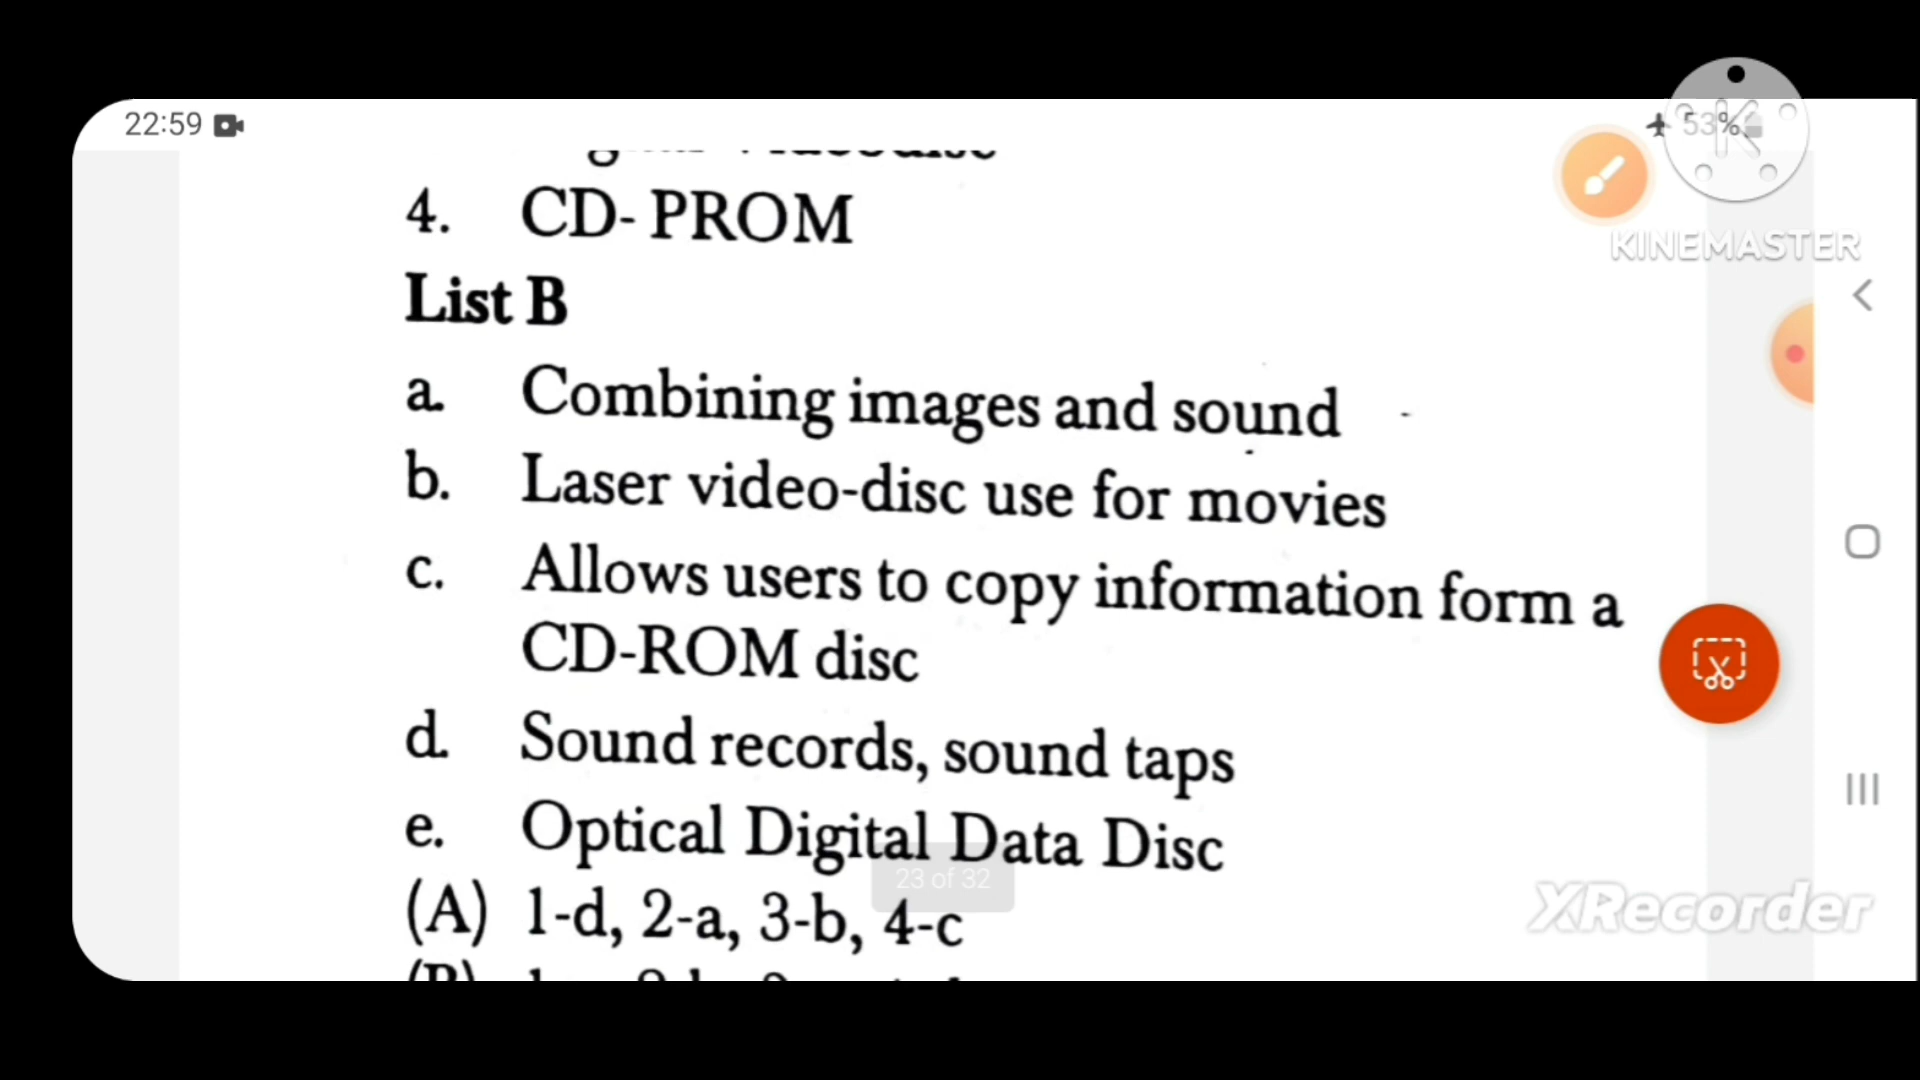 22:59
53%
KINEMASTER
4. CD- PROM
List B
a. Combining images and sound
b. Laser video-disc use for movies
c. Allows users to copy information form a
CD-ROM disc
d. Sound records, sound taps
e. Optical Digital Data Disc
23 of 32
(A) 1-d, 2-a, 3-b, 4-c
XRecorder